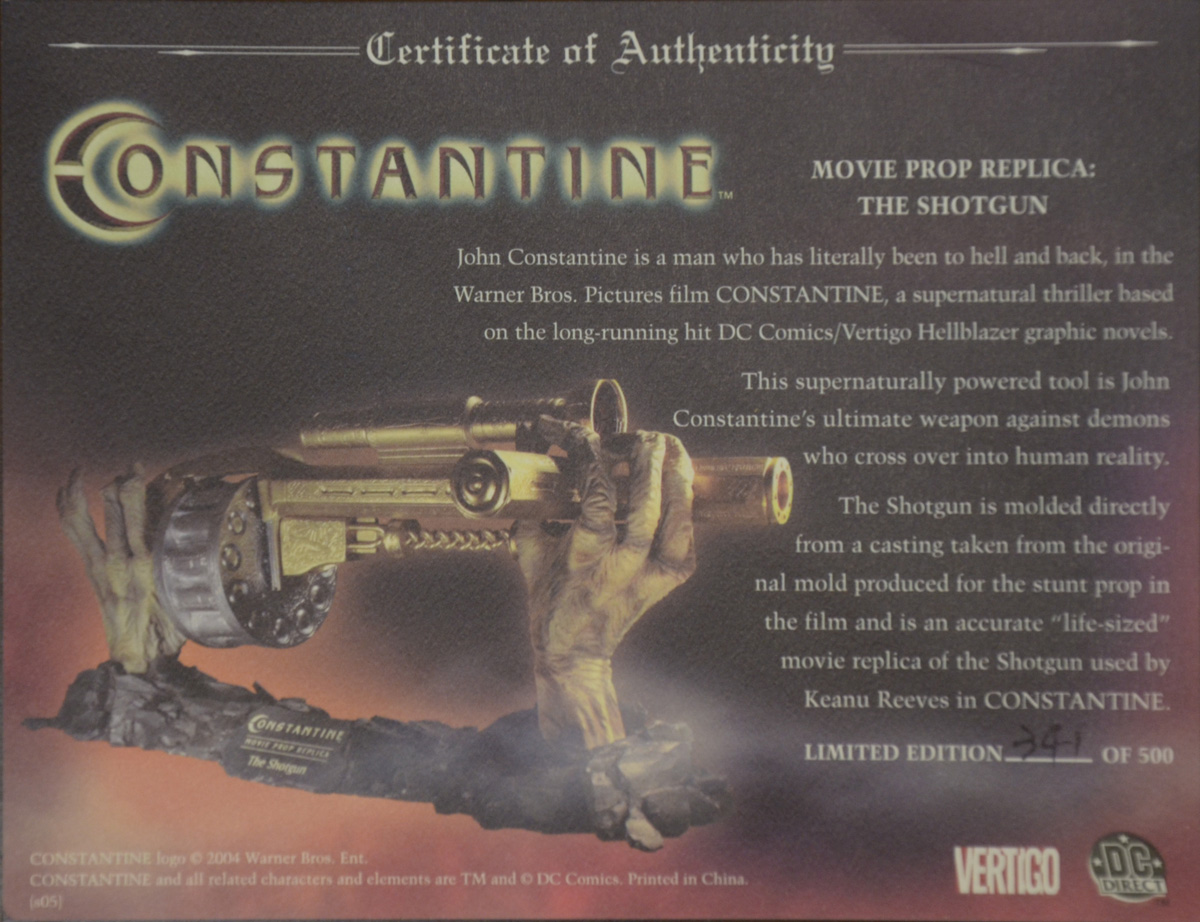 Certificate of Authenticity
CONSTANTINE™
MOVIE PROP REPLICA:
THE SHOTGUN
John Constantine is a man who has literally been to hell and back, in the
Warner Bros. Pictures film CONSTANTINE, a supernatural thriller based
on the long-running hit DC Comics/Vertigo Hellblazer graphic novels.
This supernaturally powered tool is John
Constantine's ultimate weapon against demons
who cross over into human reality.
The Shotgun is molded directly
from a casting taken from the origi-
nal mold produced for the stunt prop in
the film and is an accurate “life-sized”
movie replica of the Shotgun used by
Keanu Reeves in CONSTANTINE.
LIMITED EDITION 391 OF 500
CONSTANTINE
MOVIE PROP REPLICA
The Shotgun
CONSTANTINE logo © 2004 Warner Bros. Ent.
CONSTANTINE and all related characters and elements are TM and © DC Comics. Printed in China.
(s05)
VERTIGO
DC
DIRECT